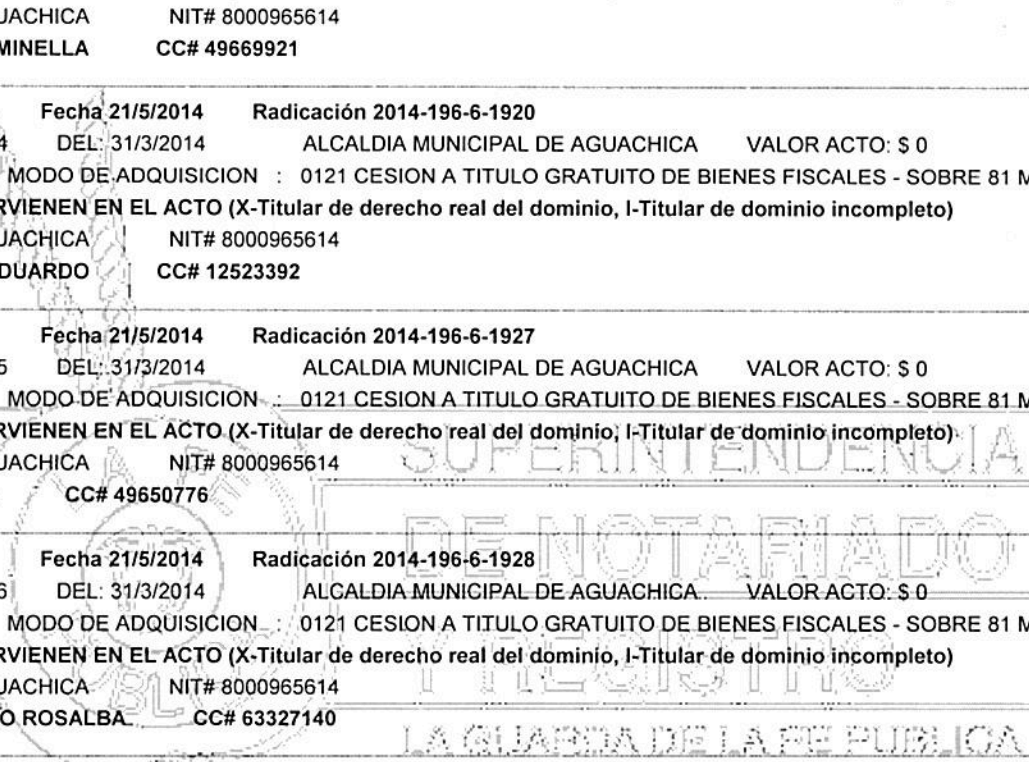 UACHICA NIT# 8000965614
MINELLA CC# 49669921
Fecha 21/5/2014 Radicación 2014-196-6-1920
4 DEL: 31/3/2014 ALCALDIA MUNICIPAL DE AGUACHICA VALOR ACTO: $ 0
MODO DE ADQUISICION : 0121 CESION A TITULO GRATUITO DE BIENES FISCALES - SOBRE 81 M
RVIENEN EN EL ACTO (X-Titular de derecho real del dominio, I-Titular de dominio incompleto)
UACHICA NIT# 8000965614
DUARDO CC# 12523392
Fecha 21/5/2014 Radicación 2014-196-6-1927
5 DEL: 31/3/2014 ALCALDIA MUNICIPAL DE AGUACHICA VALOR ACTO: $ 0
MODO DE ADQUISICION : 0121 CESION A TITULO GRATUITO DE BIENES FISCALES - SOBRE 81 M
RVIENEN EN EL ACTO (X-Titular de derecho real del dominio, I-Titular de dominio incompleto)
SUPERINTENDENCIA
UACHICA NIT# 8000965614
CC# 49650776
DE NOTARIADO
Fecha 21/5/2014 Radicación 2014-196-6-1928
6 DEL: 31/3/2014 ALCALDIA MUNICIPAL DE AGUACHICA VALOR ACTO: $ 0
MODO DE ADQUISICION : 0121 CESION A TITULO GRATUITO DE BIENES FISCALES - SOBRE 81 M
RVIENEN EN EL ACTO (X-Titular de derecho real del dominio, I-Titular de dominio incompleto)
Y REGISTRO
UACHICA NIT# 8000965614
O ROSALBA CC# 63327140
LA GUARDA DE LA FE PUBLICA